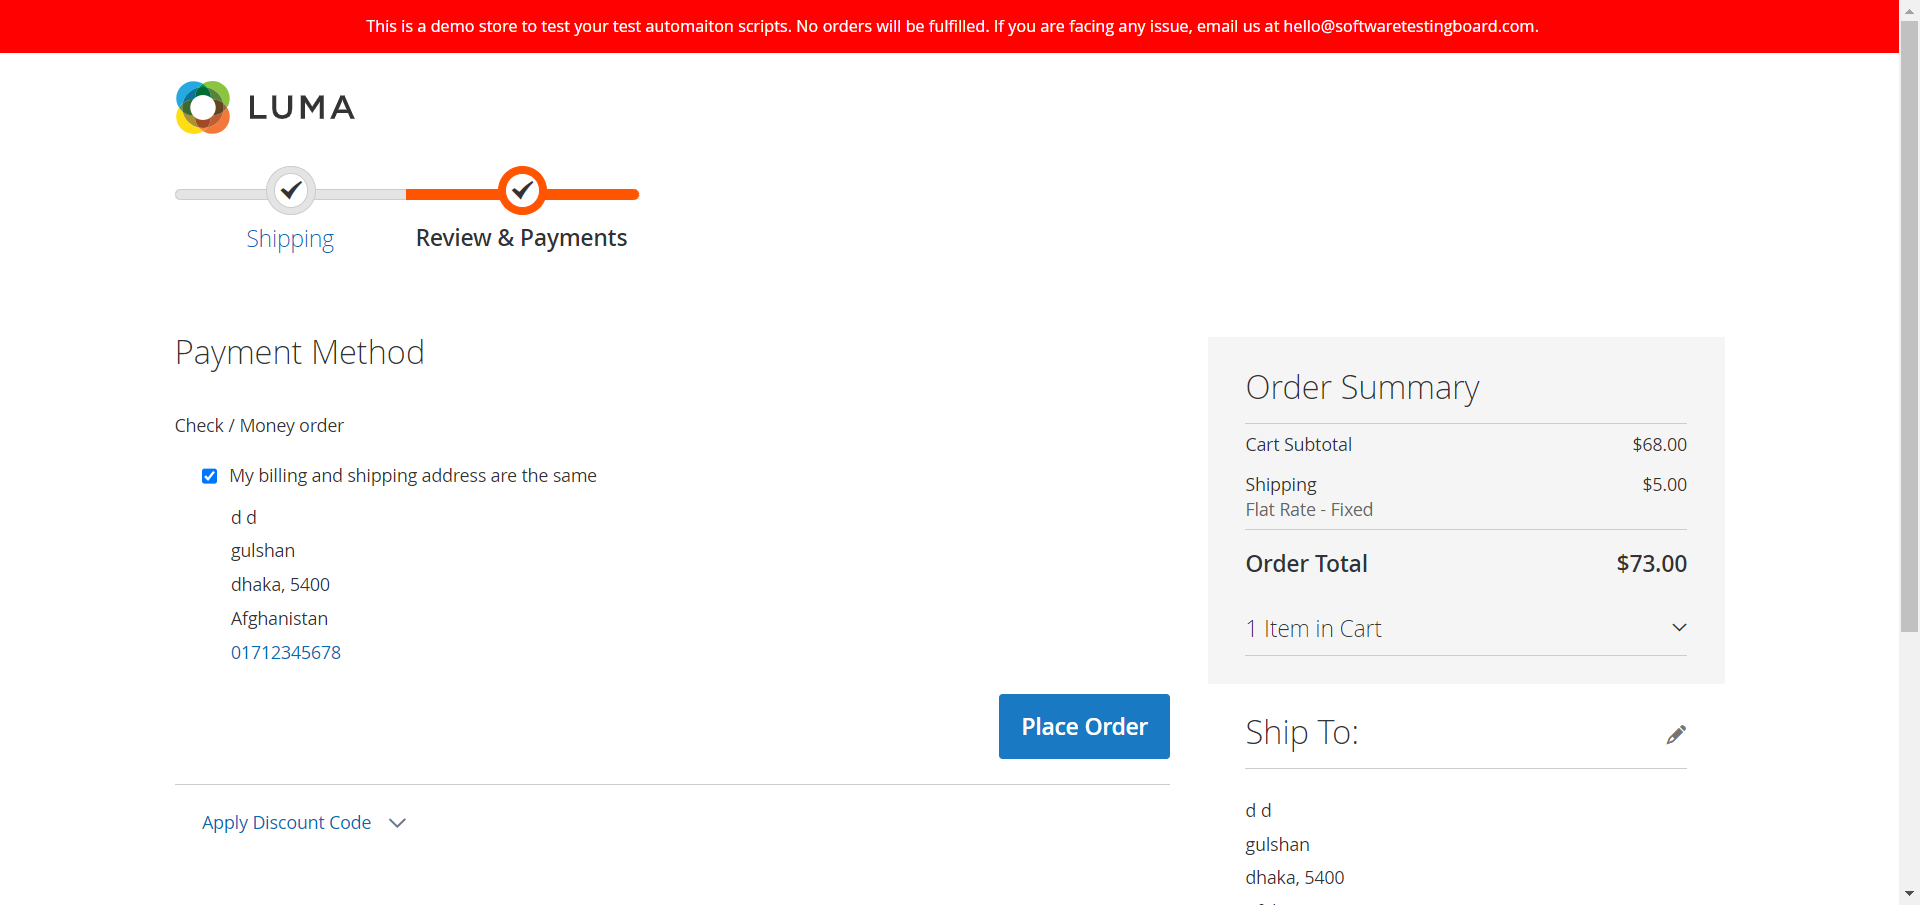 This is a demo store to test your test automaiton scripts. No orders will be fulfilled. If you are facing any issue, email us at hello@softwaretestingboard.com.
LUMA
Shipping
Review & Payments
Payment Method
Check / Money order
My billing and shipping address are the same
d d
gulshan
dhaka, 5400
Afghanistan
01712345678
Place Order
Apply Discount Code
Order Summary
Cart Subtotal $68.00
Shipping $5.00
Flat Rate - Fixed
Order Total $73.00
1 Item in Cart
Ship To:
d d
gulshan
dhaka, 5400